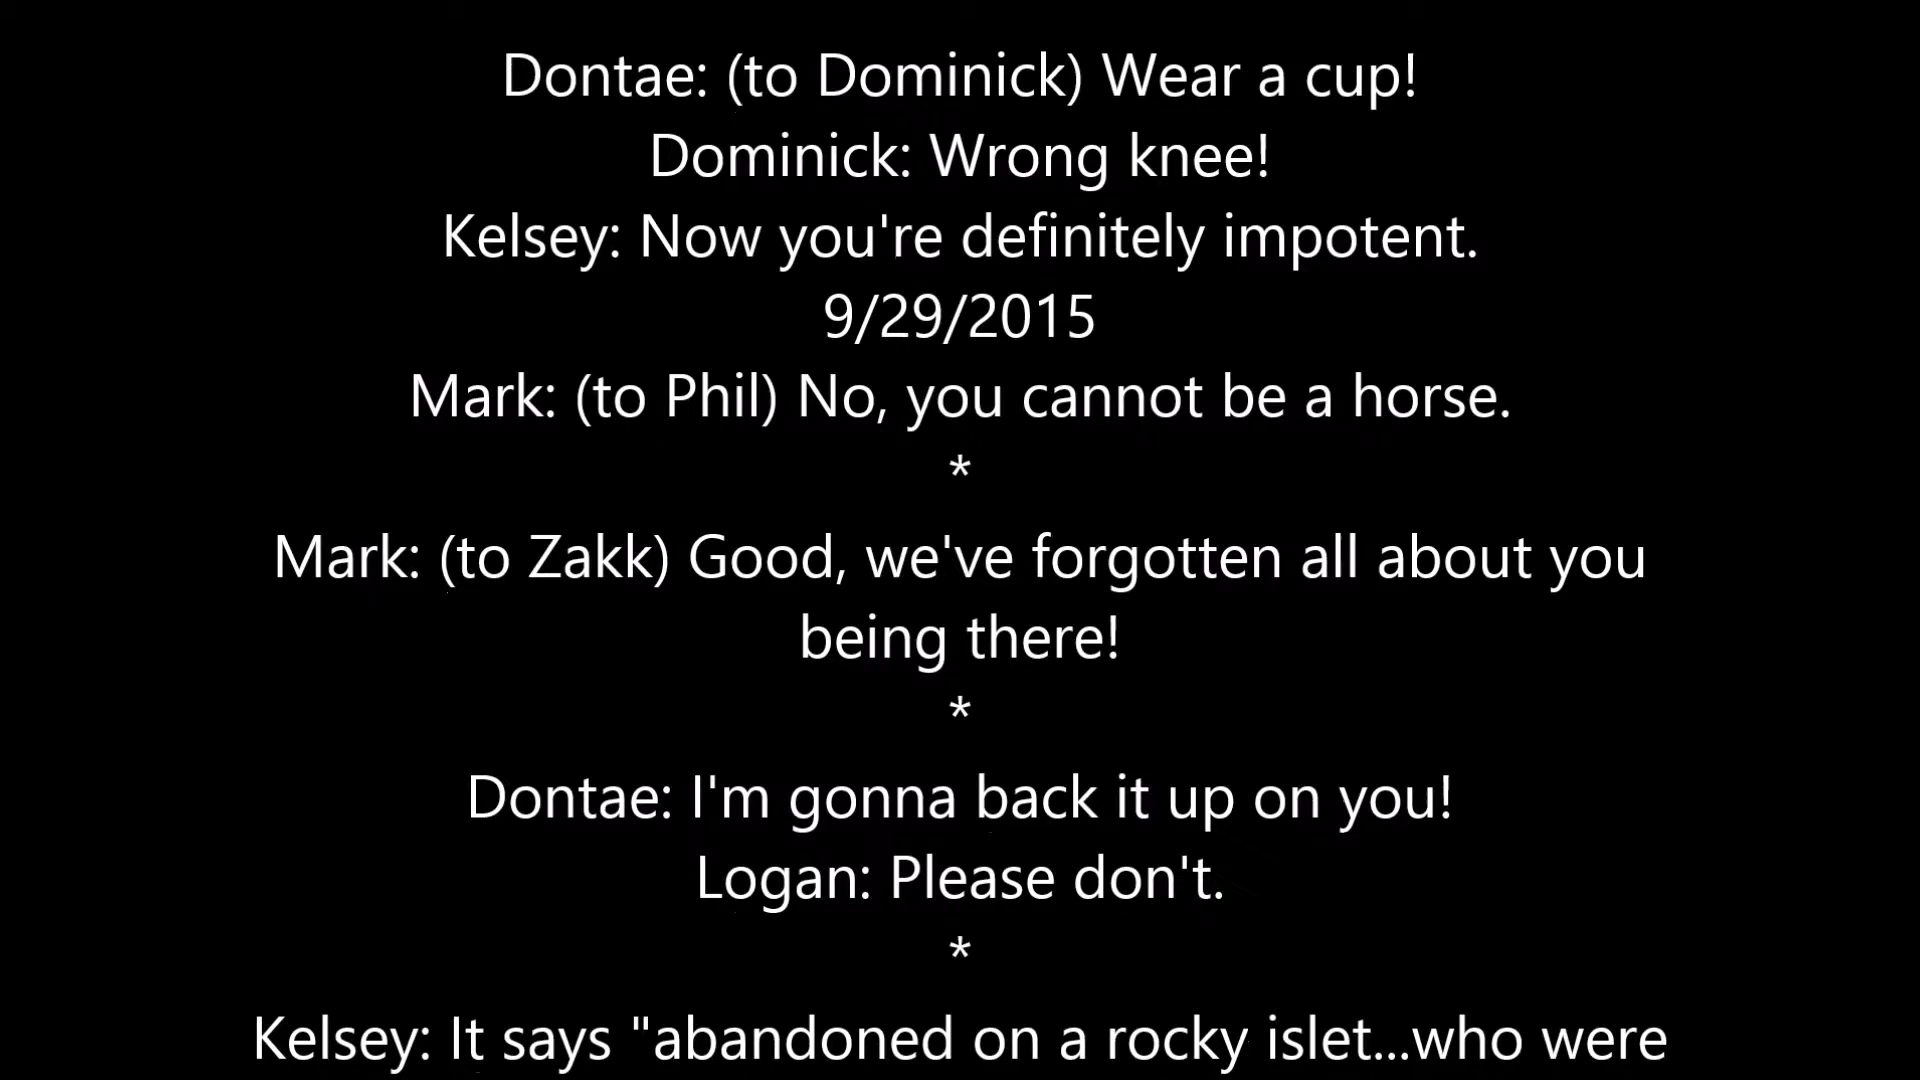 Dontae: (to Dominick) Wear a cup!
Dominick: Wrong knee!
Kelsey: Now you're definitely impotent.
9/29/2015
Mark: (to Phil) No, you cannot be a horse.
*
Mark: (to Zakk) Good, we've forgotten all about you
being there!
*
Dontae: I'm gonna back it up on you!
Logan: Please don't.
*
Kelsey: It says "abandoned on a rocky islet...who were